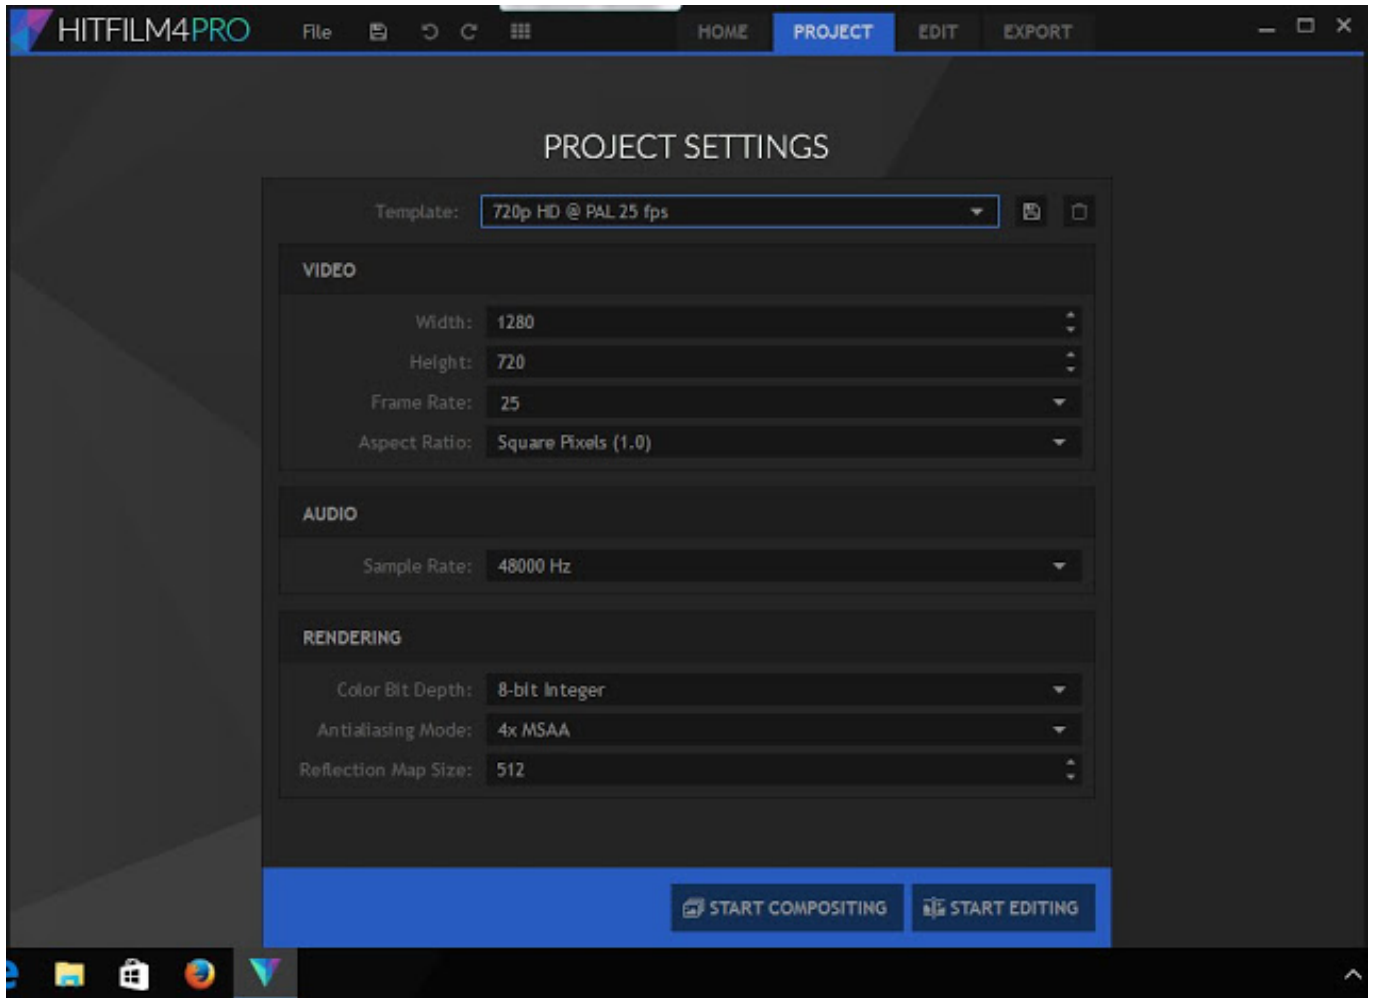 HITFILM4PRO File HOME PROJECT EDIT EXPORT
PROJECT SETTINGS
Template: 720p HD @ PAL 25 fps
VIDEO
Width: 1280
Height: 720
Frame Rate: 25
Aspect Ratio: Square Pixels (1.0)
AUDIO
Sample Rate: 48000 Hz
RENDERING
Color Bit Depth: 8-bit Integer
Antialiasing Mode: 4x MSAA
Reflection Map Size: 512
START COMPOSITING START EDITING